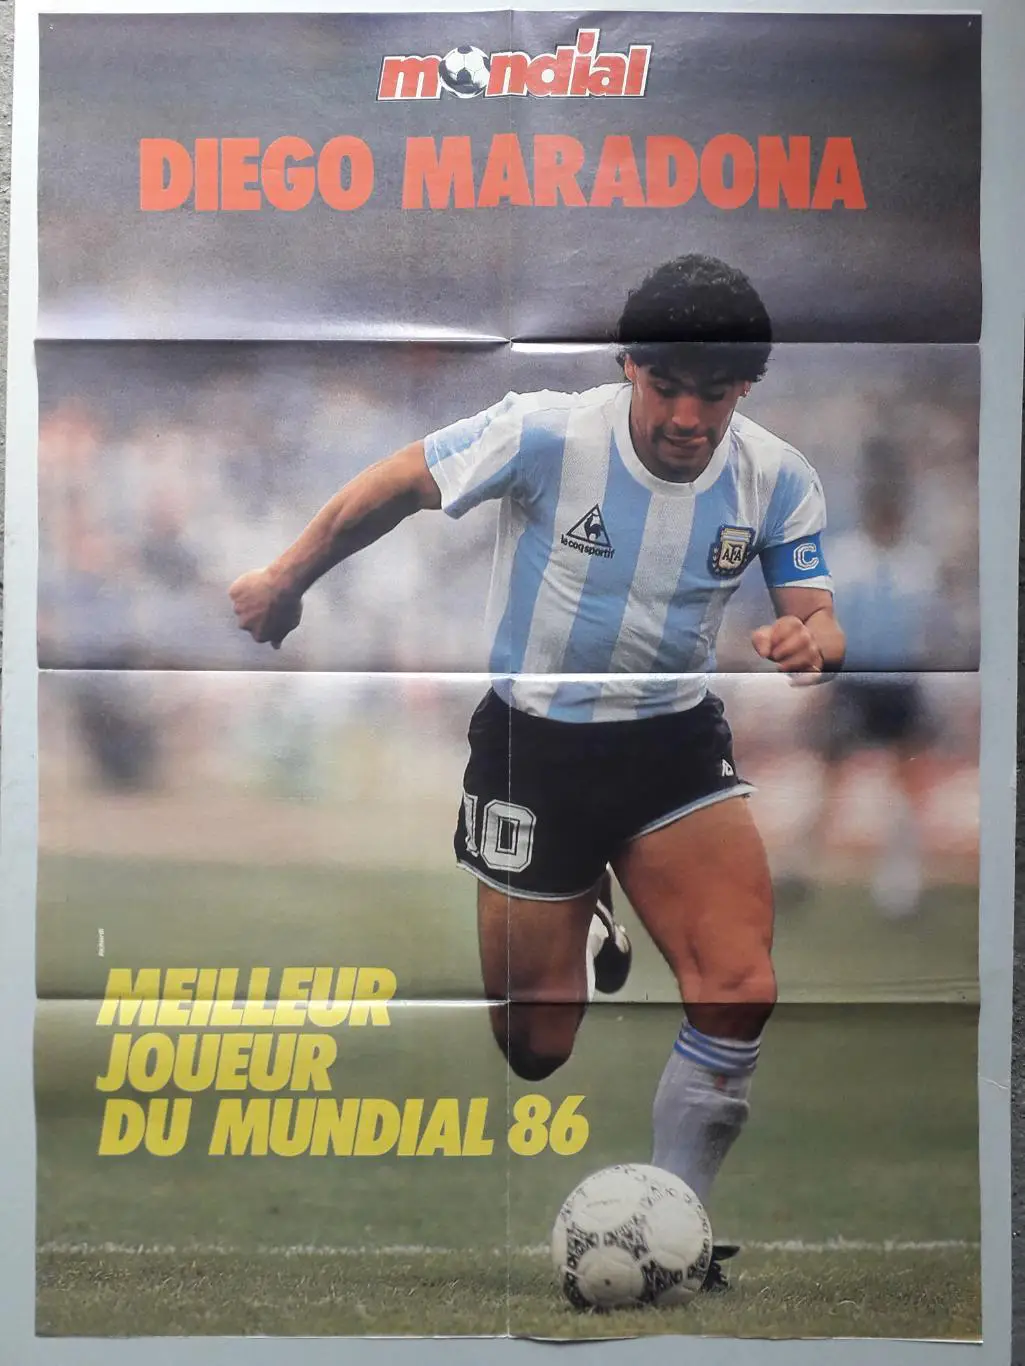 mondial
DIEGO MARADONA
le coq sportif
AFA
C
10
MEILLEUR
JOUEUR
DU MUNDIAL 86